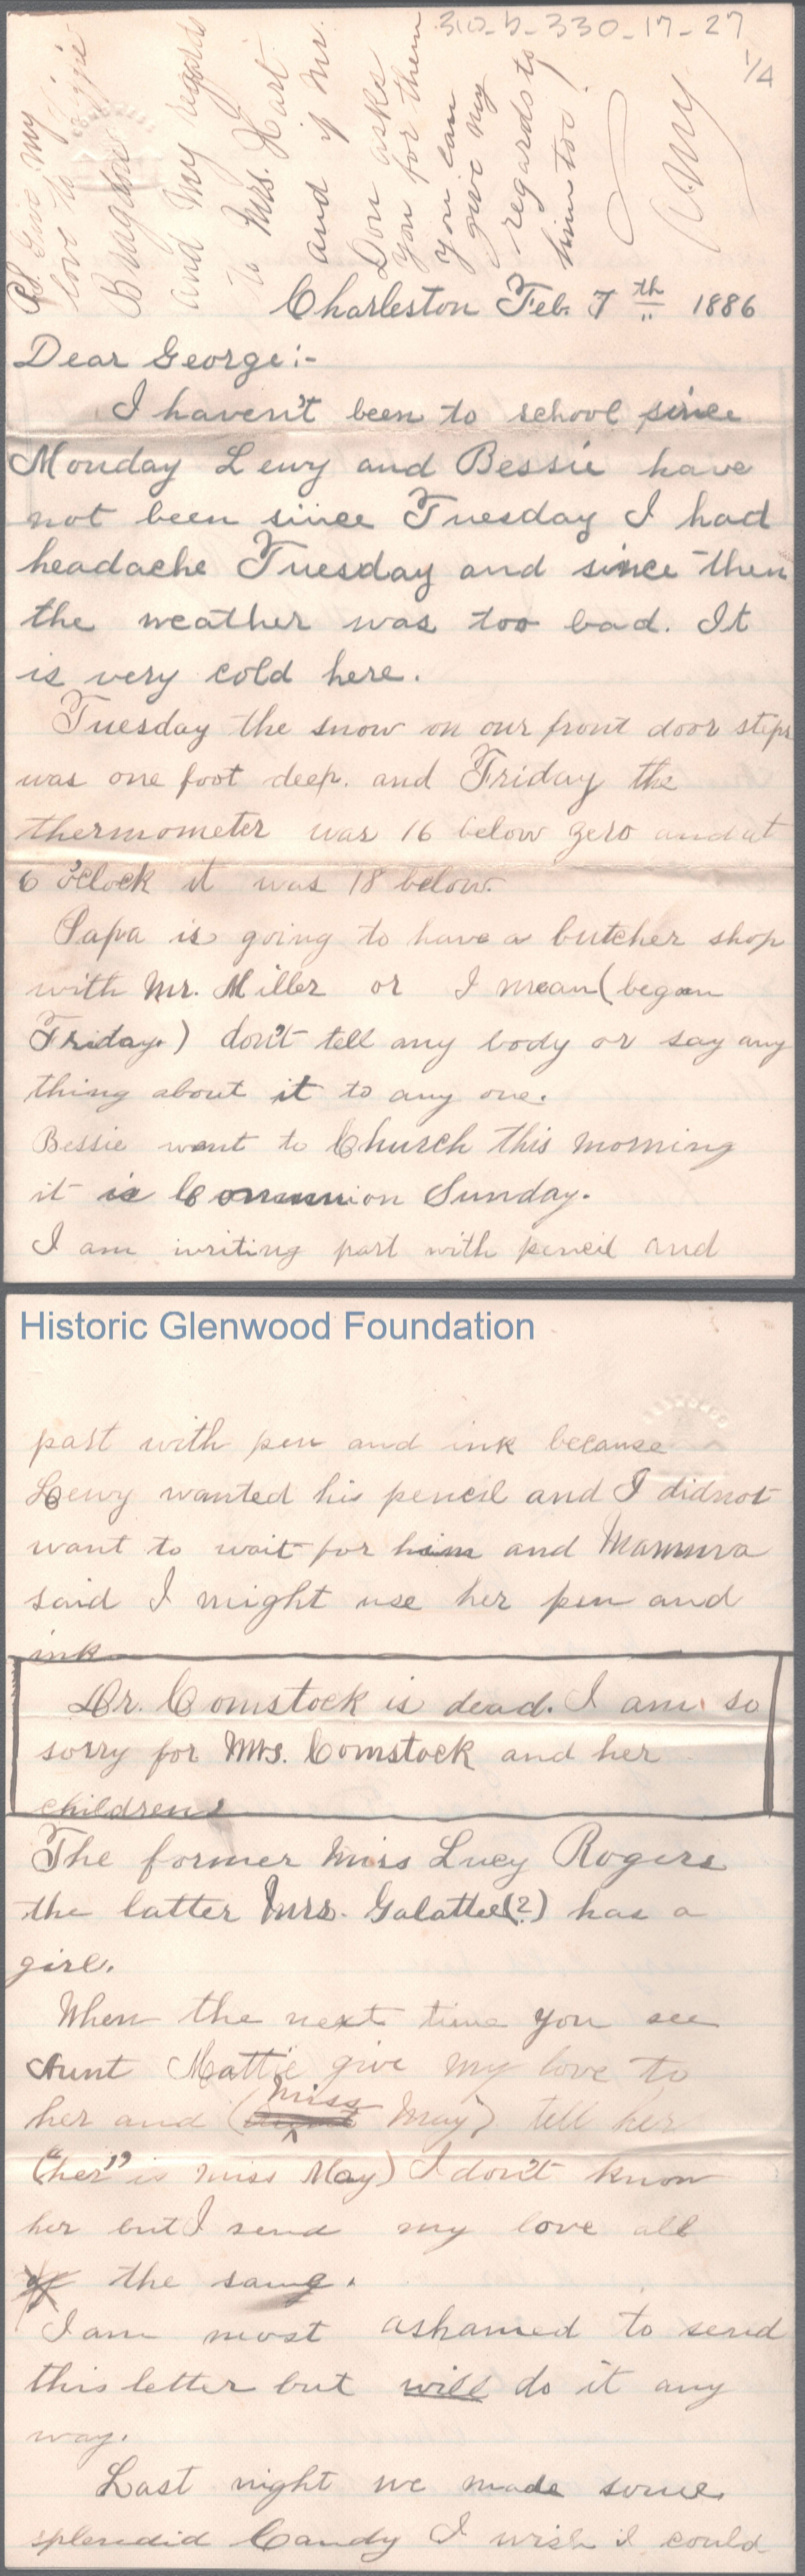 310-b-330-17-27
1/4
P.S. Give my
love to Lizzie
Bragdon
and my regards
to Mrs. Hart
and if Mr.
Don asks
you for them
you can
give my
regards to
him too!
Amy
Charleston Feb. 7th 1886
Dear George:-
I haven't been to school since
Monday Lewy and Bessie have
not been since Tuesday I had
headache Tuesday and since then
the weather was too bad. It
is very cold here.
Tuesday the snow on our front door steps
was one foot deep. and Friday the
thermometer was 16 below zero and at
6 o'clock it was 18 below.
Papa is going to have a butcher shop
with Mr. Miller or I mean (began
Friday.) don't tell any body or say any
thing about it to any one.
Bessie went to Church this morning
it is Communion Sunday.
I am writing part with pencil and
Historic Glenwood Foundation
part with pen and ink because
Lewy wanted his pencil and I didnot
want to wait for him and Mamma
said I might use her pen and
ink
Dr. Comstock is dead. I am so
sorry for Mrs. Comstock and her
childrens
The former Miss Lucy Rogers
the latter Mrs. Galattee(?) has a
girl.
When the next time you see
Aunt Mattie give my love to
her and (Miss May) tell her
("her" is Miss May) I don't know
her but I send my love all
the same.
I am most ashamed to send
this letter but will do it any
way.
Last night we made some
splendid Candy I wish I could